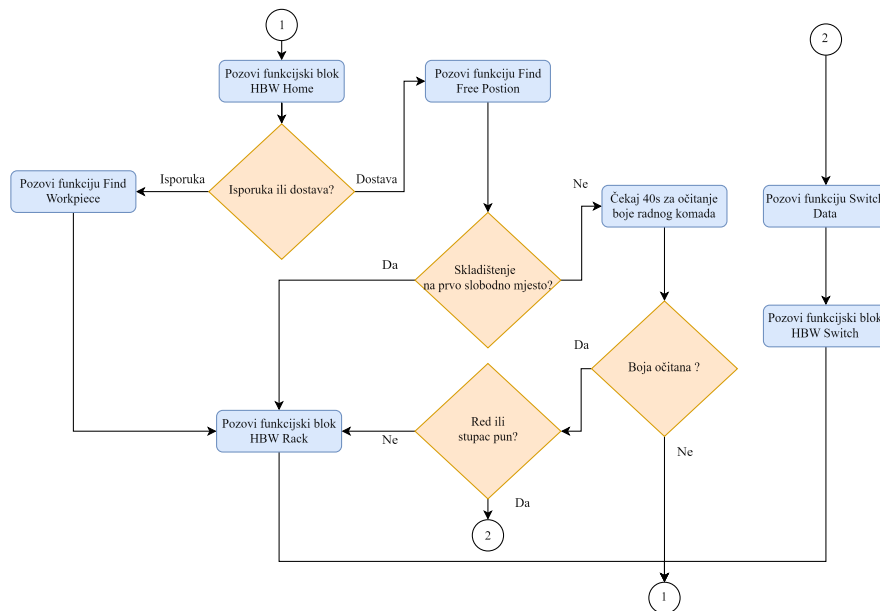 1
2
Pozovi funkcijski blok
HBW Home
Pozovi funkciju Find
Free Postion
Isporuka
Isporuka ili dostava?
Dostava
Pozovi funkciju Find
Workpiece
Ne
Čekaj 40s za očitanje
boje radnog komada
Pozovi funkciju Switch
Data
Da
Skladištenje
na prvo slobodno mjesto?
Pozovi funkcijski blok
HBW Switch
Da
Boja očitana ?
Pozovi funkcijski blok
HBW Rack
Ne
Red ili
stupac pun?
Ne
Da
2
1